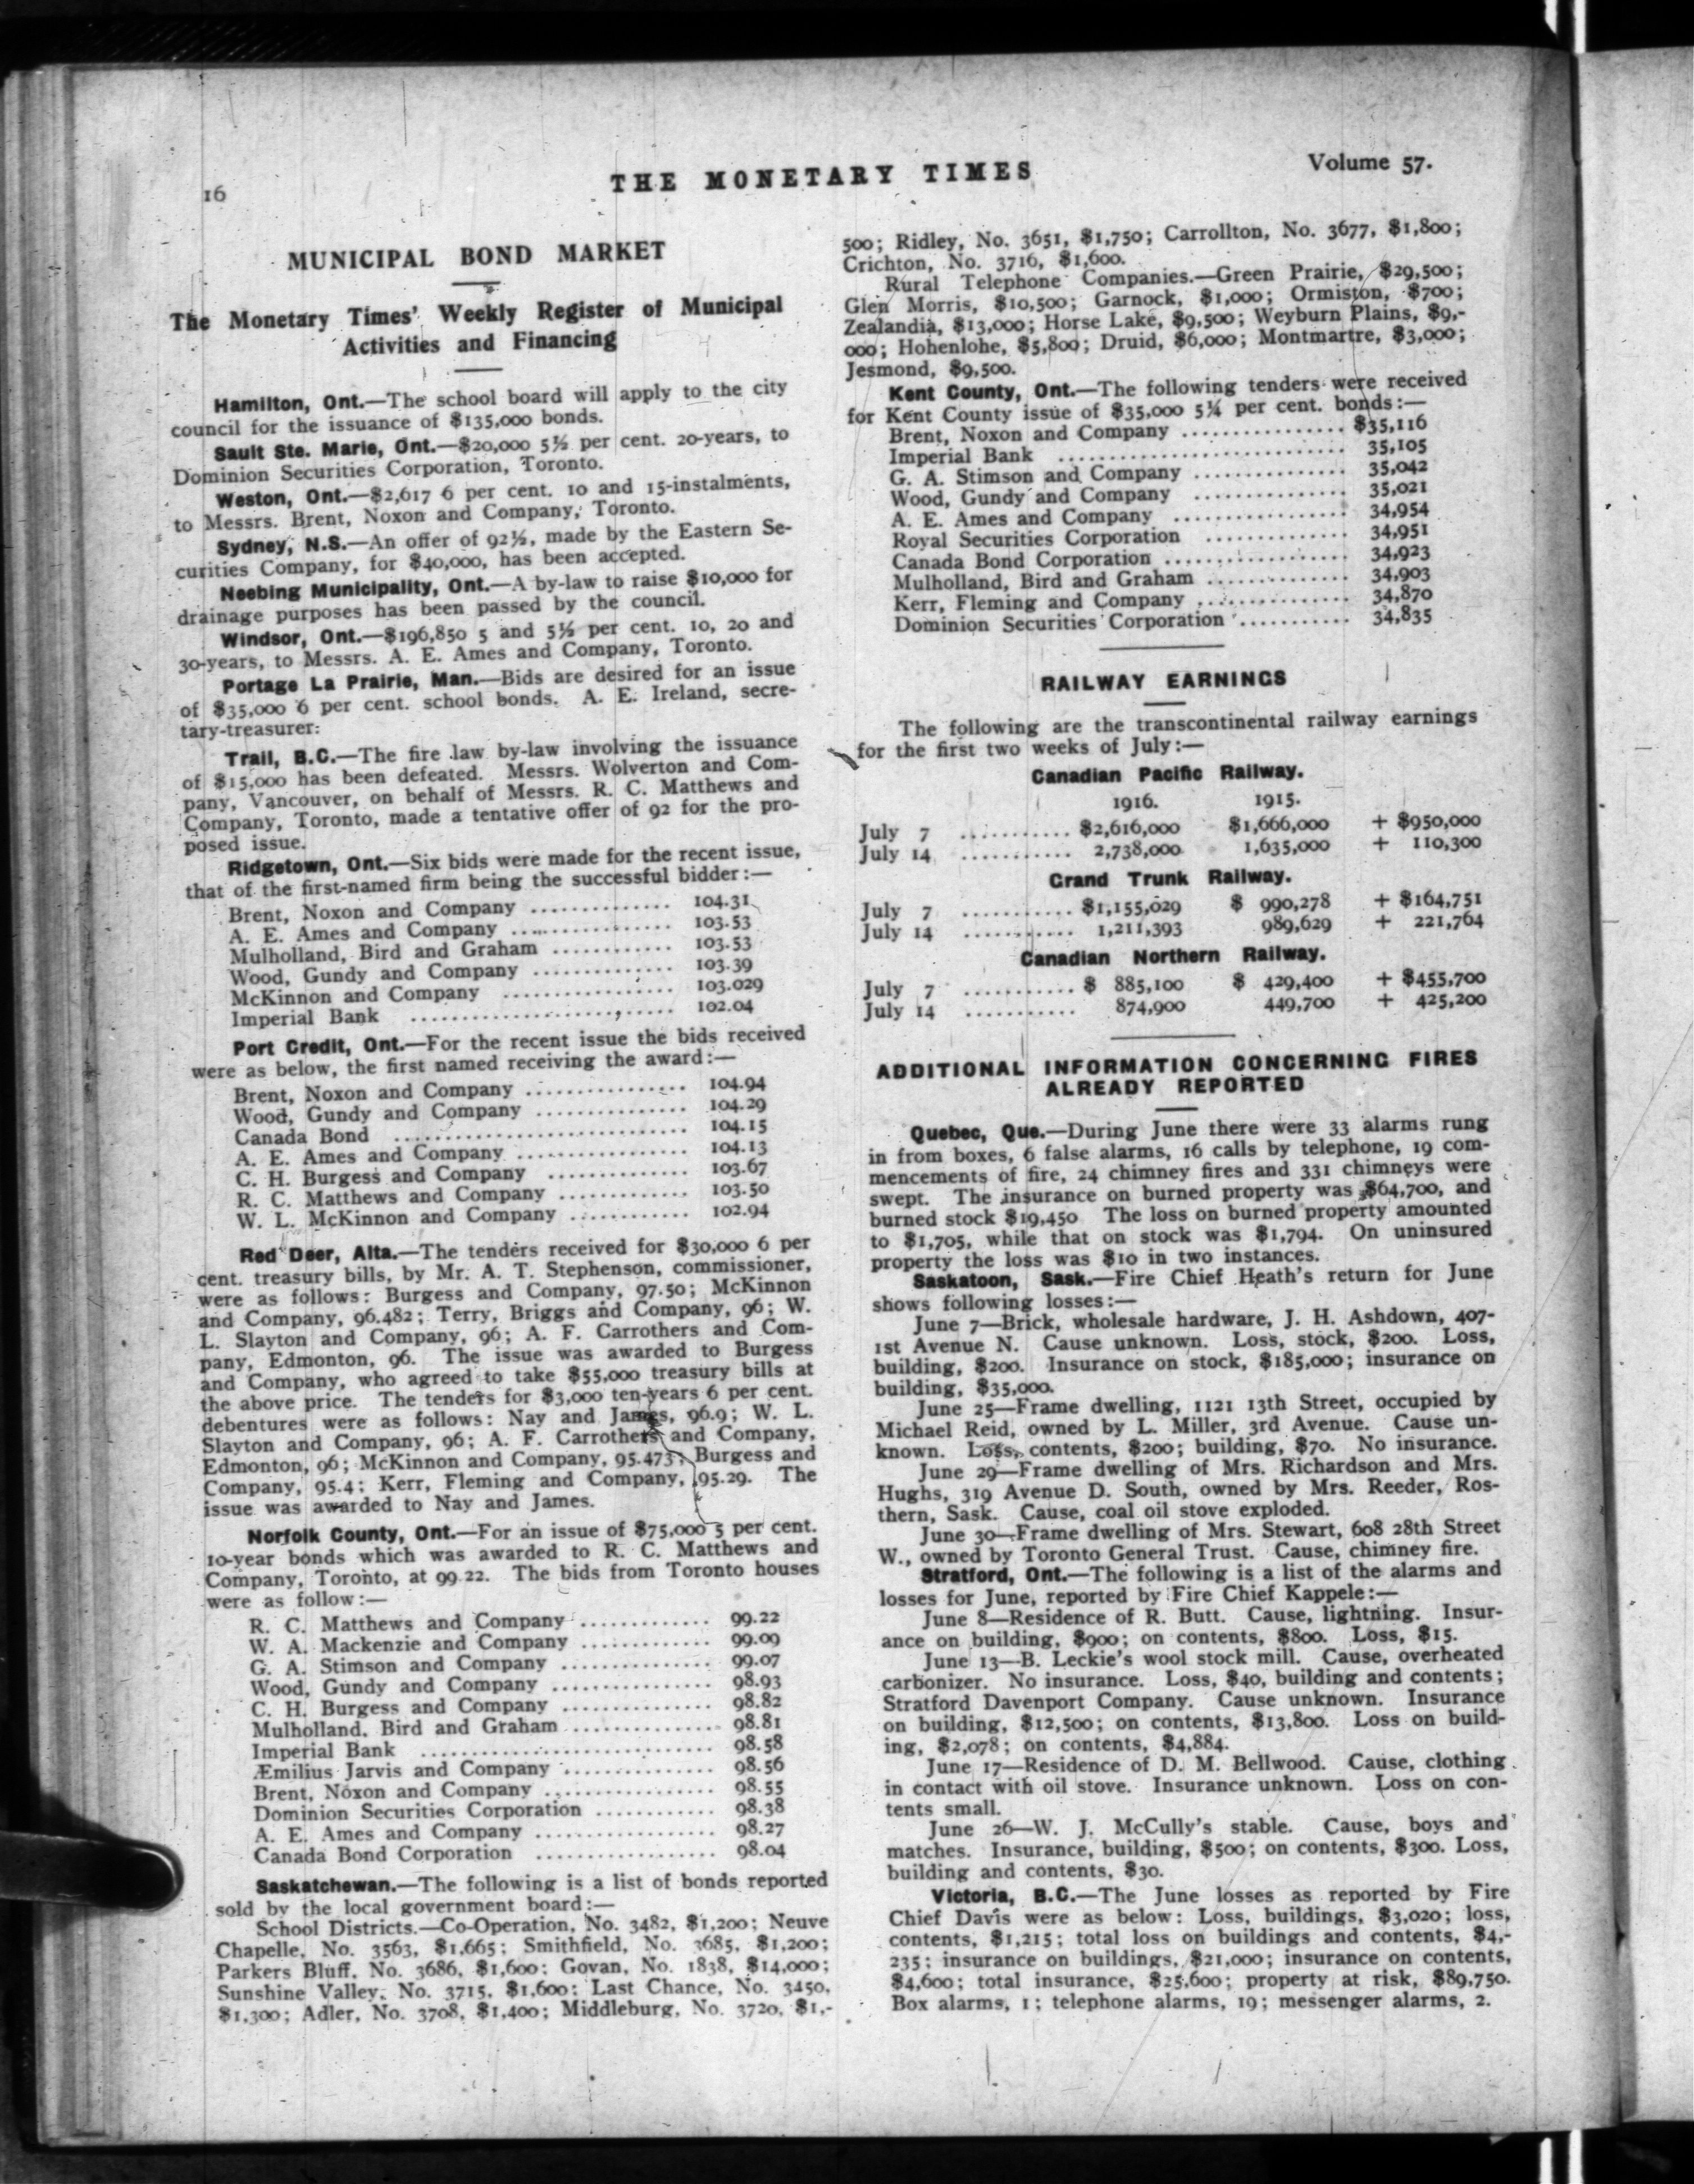 16
THE MONETARY TIMES
Volume 57.
MUNICIPAL BOND MARKET
The Monetary Times' Weekly Register of Municipal
Activities and Financing
Hamilton, Ont.—The school board will apply to the city
council for the issuance of $135,000 bonds.
Sault Ste. Marie, Ont.—$20,000 5½ per cent. 20-years, to
Dominion Securities Corporation, Toronto.
Weston, Ont.—$2,617 6 per cent. 10 and 15-instalments,
to Messrs. Brent, Noxon and Company, Toronto.
Sydney, N.S.—An offer of 92½, made by the Eastern Se-
curities Company, for $40,000, has been accepted.
Neebing Municipality, Ont.—A by-law to raise $10,000 for
drainage purposes has been passed by the council.
Windsor, Ont.—$196,850 5 and 5½ per cent. 10, 20 and
30-years, to Messrs. A. E. Ames and Company, Toronto.
Portage La Prairie, Man.—Bids are desired for an issue
of $35,000 6 per cent. school bonds. A. E. Ireland, secre-
tary-treasurer:
Trail, B.C.—The fire law by-law involving the issuance
of $15,000 has been defeated. Messrs. Wolverton and Com-
pany, Vancouver, on behalf of Messrs. R. C. Matthews and
Company, Toronto, made a tentative offer of 92 for the pro-
posed issue.
Ridgetown, Ont.—Six bids were made for the recent issue,
that of the first-named firm being the successful bidder:—
Brent, Noxon and Company .............. 104.31
A. E. Ames and Company ................ 103.53
Mulholland, Bird and Graham ............ 103.53
Wood, Gundy and Company .............. 103.39
McKinnon and Company ................. 103.029
Imperial Bank .......................... 102.04
Port Credit, Ont.—For the recent issue the bids received
were as below, the first named receiving the award:—
Brent, Noxon and Company ................ 104.94
Wood, Gundy and Company ............... 104.29
Canada Bond ............................. 104.15
A. E. Ames and Company ................. 104.13
C. H. Burgess and Company .............. 103.67
R. C. Matthews and Company ............. 103.50
W. L. McKinnon and Company ............ 102.94
Red Deer, Alta.—The tenders received for $30,000 6 per
cent. treasury bills, by Mr. A. T. Stephenson, commissioner,
were as follows: Burgess and Company, 97.50; McKinnon
and Company, 96.482; Terry, Briggs and Company, 96; W.
L. Slayton and Company, 96; A. F. Carrothers and Com-
pany, Edmonton, 96. The issue was awarded to Burgess
and Company, who agreed to take $55,000 treasury bills at
the above price. The tenders for $3,000 ten-years 6 per cent.
debentures were as follows: Nay and James, 96.9; W. L.
Slayton and Company, 96; A. F. Carrothers and Company,
Edmonton, 96; McKinnon and Company, 95.473; Burgess and
Company, 95.4; Kerr, Fleming and Company, 95.29. The
issue was awarded to Nay and James.
Norfolk County, Ont.—For an issue of $75,000 5 per cent.
10-year bonds which was awarded to R. C. Matthews and
Company, Toronto, at 99.22. The bids from Toronto houses
were as follow:—
R. C. Matthews and Company ............. 99.22
W. A. Mackenzie and Company ............ 99.09
G. A. Stimson and Company .............. 99.07
Wood, Gundy and Company ............... 98.93
C. H. Burgess and Company .............. 98.82
Mulholland, Bird and Graham ............. 98.81
Imperial Bank ........................... 98.58
Æmilius Jarvis and Company .............. 98.56
Brent, Noxon and Company ............... 98.55
Dominion Securities Corporation ............ 98.38
A. E. Ames and Company ................. 98.27
Canada Bond Corporation ................. 98.04
Saskatchewan.—The following is a list of bonds reported
sold by the local government board:—
School Districts.—Co-Operation, No. 3482, $1,200; Neuve
Chapelle, No. 3563, $1,665; Smithfield, No. 3685, $1,200;
Parkers Bluff, No. 3686, $1,600; Govan, No. 1838, $14,000;
Sunshine Valley, No. 3715, $1,600; Last Chance, No. 3450,
$1,300; Adler, No. 3708, $1,400; Middleburg, No. 3720, $1,-
500; Ridley, No. 3651, $1,750; Carrollton, No. 3677, $1,800;
Crichton, No. 3716, $1,600.
Rural Telephone Companies.—Green Prairie, $29,500;
Glen Morris, $10,500; Garnock, $1,000; Ormiston, $700;
Zealandia, $13,000; Horse Lake, $9,500; Weyburn Plains, $9,-
000; Hohenlohe, $5,800; Druid, $6,000; Montmartre, $3,000;
Jesmond, $9,500.
Kent County, Ont.—The following tenders were received
for Kent County issue of $35,000 5¼ per cent. bonds:—
Brent, Noxon and Company ................ $35,116
Imperial Bank ............................ 35,105
G. A. Stimson and Company ............... 35,042
Wood, Gundy and Company ............... 35,021
A. E. Ames and Company ................. 34,954
Royal Securities Corporation .............. 34,951
Canada Bond Corporation ................. 34,923
Mulholland, Bird and Graham .............. 34,903
Kerr, Fleming and Company ............... 34,870
Dominion Securities Corporation ........... 34,835
RAILWAY EARNINGS
The following are the transcontinental railway earnings
for the first two weeks of July:—
Canadian Pacific Railway.
1916. 1915.
July 7 ........... $2,616,000 $1,666,000 + $950,000
July 14 ........... 2,738,000 1,635,000 + 110,300
Grand Trunk Railway.
July 7 ........... $1,155,029 $ 990,278 + $164,751
July 14 ........... 1,211,393 989,629 + 221,764
Canadian Northern Railway.
July 7 ........... $ 885,100 $ 429,400 + $455,700
July 14 ........... 874,900 449,700 + 425,200
ADDITIONAL INFORMATION CONCERNING FIRES
ALREADY REPORTED
Quebec, Que.—During June there were 33 alarms rung
in from boxes, 6 false alarms, 16 calls by telephone, 19 com-
mencements of fire, 24 chimney fires and 331 chimneys were
swept. The insurance on burned property was $64,700, and
burned stock $19,450 The loss on burned property amounted
to $1,705, while that on stock was $1,794. On uninsured
property the loss was $10 in two instances.
Saskatoon, Sask.—Fire Chief Heath's return for June
shows following losses:—
June 7—Brick, wholesale hardware, J. H. Ashdown, 407-
1st Avenue N. Cause unknown. Loss, stock, $200. Loss,
building, $200. Insurance on stock, $185,000; insurance on
building, $35,000.
June 25—Frame dwelling, 1121 13th Street, occupied by
Michael Reid, owned by L. Miller, 3rd Avenue. Cause un-
known. Loss, contents, $200; building, $70. No insurance.
June 29—Frame dwelling of Mrs. Richardson and Mrs.
Hughs, 319 Avenue D. South, owned by Mrs. Reeder, Ros-
thern, Sask. Cause, coal oil stove exploded.
June 30—Frame dwelling of Mrs. Stewart, 608 28th Street
W., owned by Toronto General Trust. Cause, chimney fire.
Stratford, Ont.—The following is a list of the alarms and
losses for June, reported by Fire Chief Kappele:—
June 8—Residence of R. Butt. Cause, lightning. Insur-
ance on building, $900; on contents, $800. Loss, $15.
June 13—B. Leckie's wool stock mill. Cause, overheated
carbonizer. No insurance. Loss, $40, building and contents;
Stratford Davenport Company. Cause unknown. Insurance
on building, $12,500; on contents, $13,800. Loss on build-
ing, $2,078; on contents, $4,884.
June 17—Residence of D. M. Bellwood. Cause, clothing
in contact with oil stove. Insurance unknown. Loss on con-
tents small.
June 26—W. J. McCully's stable. Cause, boys and
matches. Insurance, building, $500; on contents, $300. Loss,
building and contents, $30.
Victoria, B.C.—The June losses as reported by Fire
Chief Davis were as below: Loss, buildings, $3,020; loss,
contents, $1,215; total loss on buildings and contents, $4,-
235; insurance on buildings, $21,000; insurance on contents,
$4,600; total insurance, $25,600; property at risk, $89,750.
Box alarms, 1; telephone alarms, 19; messenger alarms, 2.